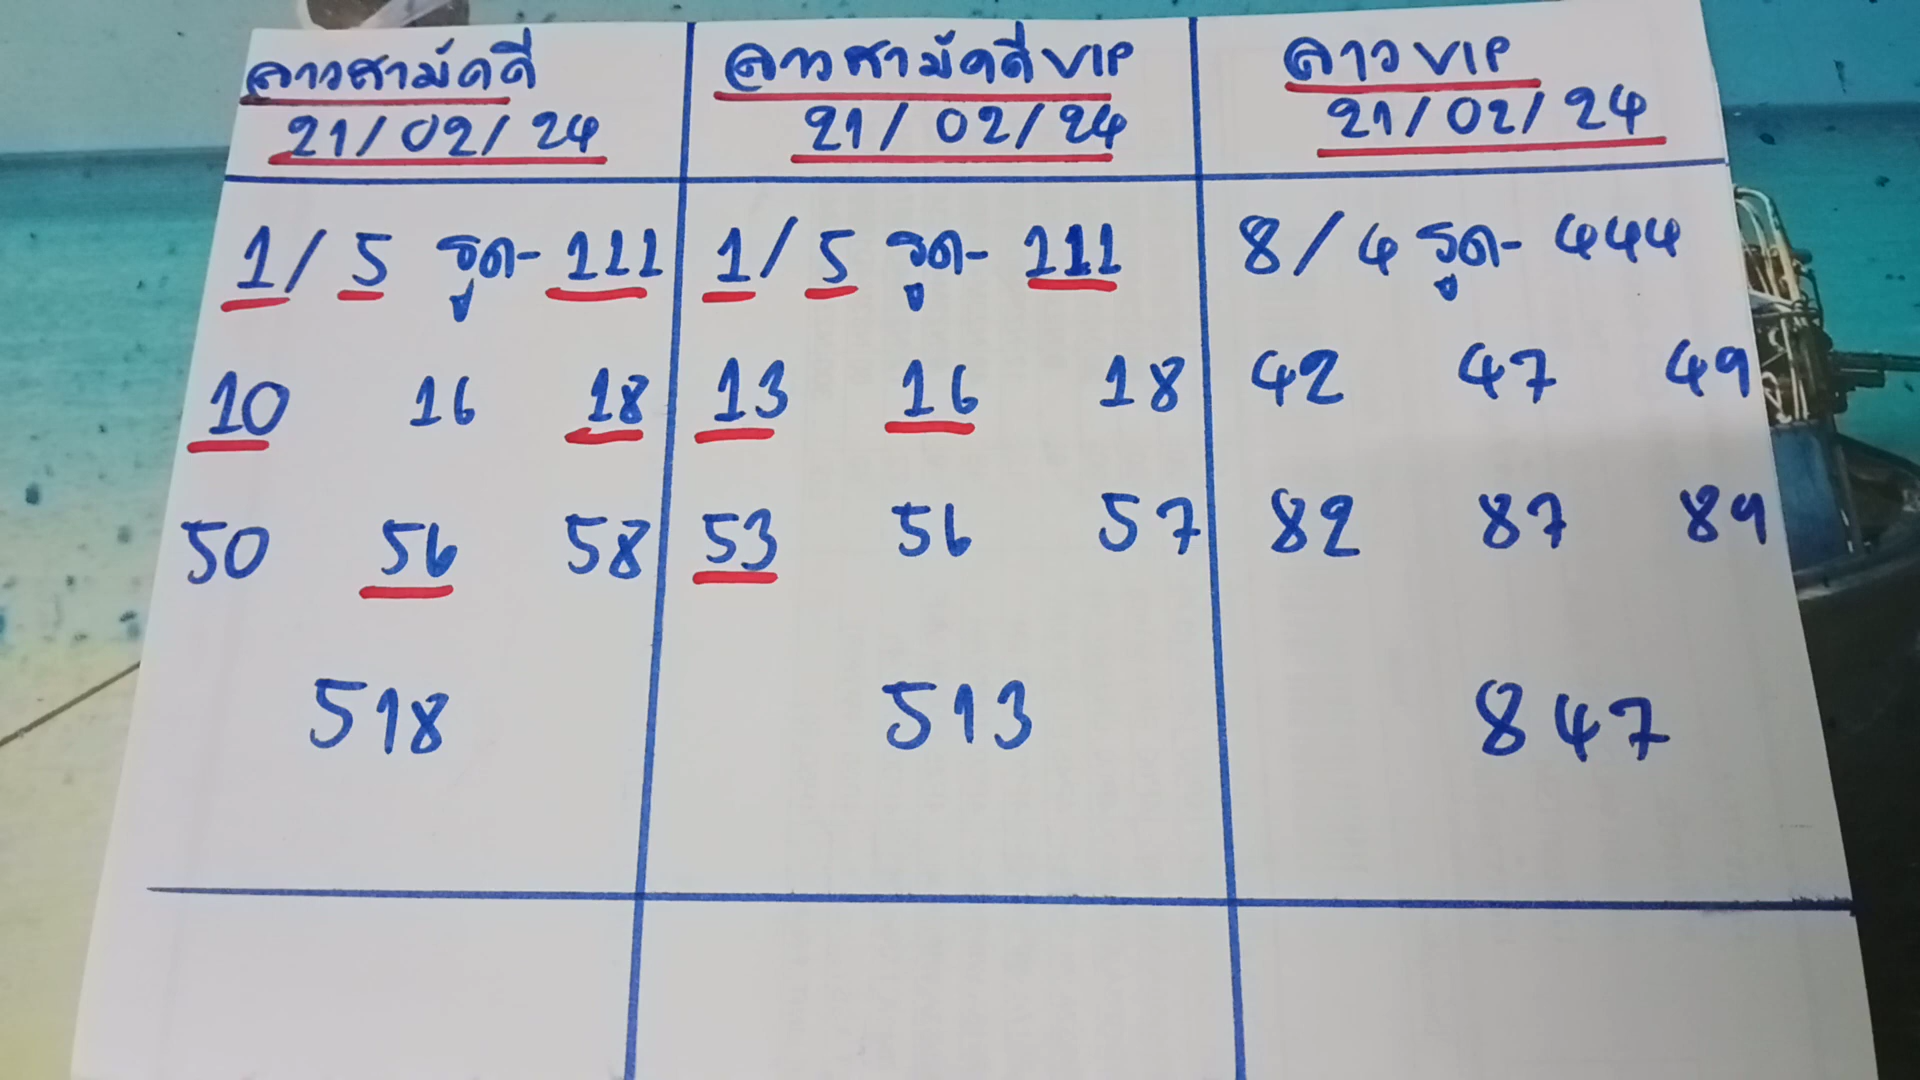 ลาวสามัคคี
21/02/24
1/5 รูด- 111
10 16 18
50 56 58
518
ลาวสามัคคี VIP
21/02/24
1/5 รูด- 111
13 16 18
53 56 57
513
ลาว VIP
21/02/24
8/4 รูด- 444
42 47 49
82 87 89
847